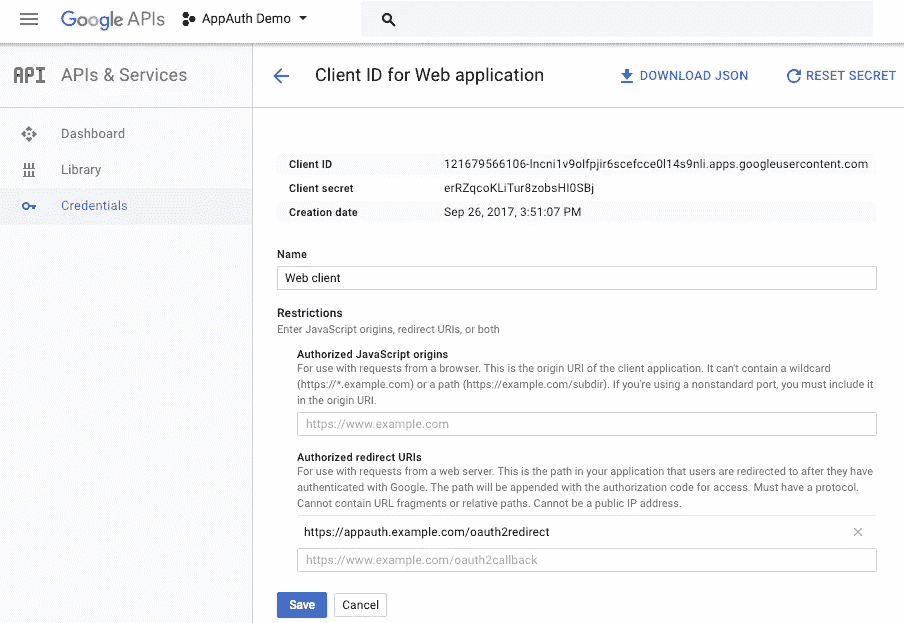 Google APIs
AppAuth Demo
API APIs & Services
Client ID for Web application
DOWNLOAD JSON
RESET SECRET
Dashboard
Library
Credentials
Client ID 121679566106-lncni1v9olfpjir6scefcce0l14s9nli.apps.googleusercontent.com
Client secret erRZqcoKLiTur8zobsHI0SBj
Creation date Sep 26, 2017, 3:51:07 PM
Name
Web client
Restrictions
Enter JavaScript origins, redirect URIs, or both
Authorized JavaScript origins
For use with requests from a browser. This is the origin URI of the client application. It can't contain a wildcard
(https://*.example.com) or a path (https://example.com/subdir). If you're using a nonstandard port, you must include it
in the origin URI.
https://www.example.com
Authorized redirect URIs
For use with requests from a web server. This is the path in your application that users are redirected to after they have
authenticated with Google. The path will be appended with the authorization code for access. Must have a protocol.
Cannot contain URL fragments or relative paths. Cannot be a public IP address.
https://appauth.example.com/oauth2redirect
https://www.example.com/oauth2callback
Save
Cancel